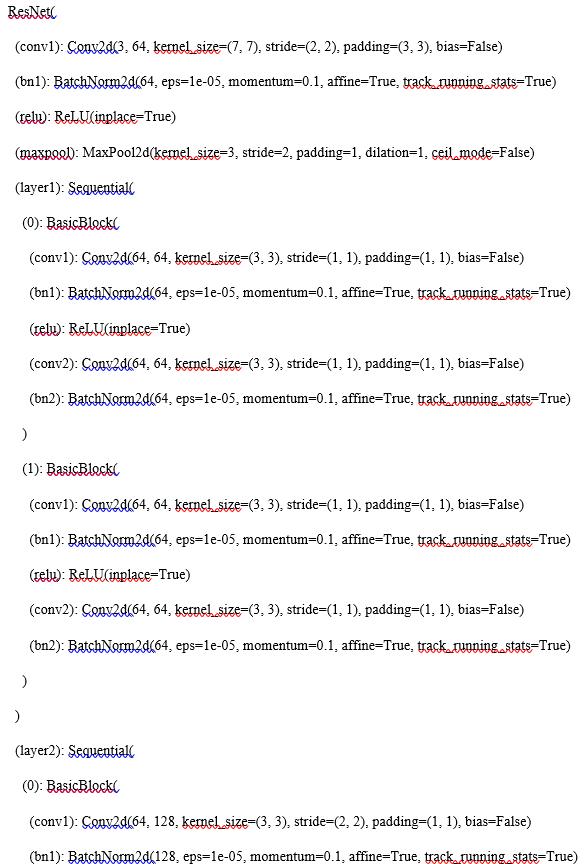 ResNet(
(conv1): Conv2d(3, 64, kernel_size=(7, 7), stride=(2, 2), padding=(3, 3), bias=False)
(bn1): BatchNorm2d(64, eps=1e-05, momentum=0.1, affine=True, track_running_stats=True)
(relu): ReLU(inplace=True)
(maxpool): MaxPool2d(kernel_size=3, stride=2, padding=1, dilation=1, ceil_mode=False)
(layer1): Sequential(
(0): BasicBlock(
(conv1): Conv2d(64, 64, kernel_size=(3, 3), stride=(1, 1), padding=(1, 1), bias=False)
(bn1): BatchNorm2d(64, eps=1e-05, momentum=0.1, affine=True, track_running_stats=True)
(relu): ReLU(inplace=True)
(conv2): Conv2d(64, 64, kernel_size=(3, 3), stride=(1, 1), padding=(1, 1), bias=False)
(bn2): BatchNorm2d(64, eps=1e-05, momentum=0.1, affine=True, track_running_stats=True)
)
(1): BasicBlock(
(conv1): Conv2d(64, 64, kernel_size=(3, 3), stride=(1, 1), padding=(1, 1), bias=False)
(bn1): BatchNorm2d(64, eps=1e-05, momentum=0.1, affine=True, track_running_stats=True)
(relu): ReLU(inplace=True)
(conv2): Conv2d(64, 64, kernel_size=(3, 3), stride=(1, 1), padding=(1, 1), bias=False)
(bn2): BatchNorm2d(64, eps=1e-05, momentum=0.1, affine=True, track_running_stats=True)
)
)
(layer2): Sequential(
(0): BasicBlock(
(conv1): Conv2d(64, 128, kernel_size=(3, 3), stride=(2, 2), padding=(1, 1), bias=False)
(bn1): BatchNorm2d(128, eps=1e-05, momentum=0.1, affine=True, track_running_stats=True)